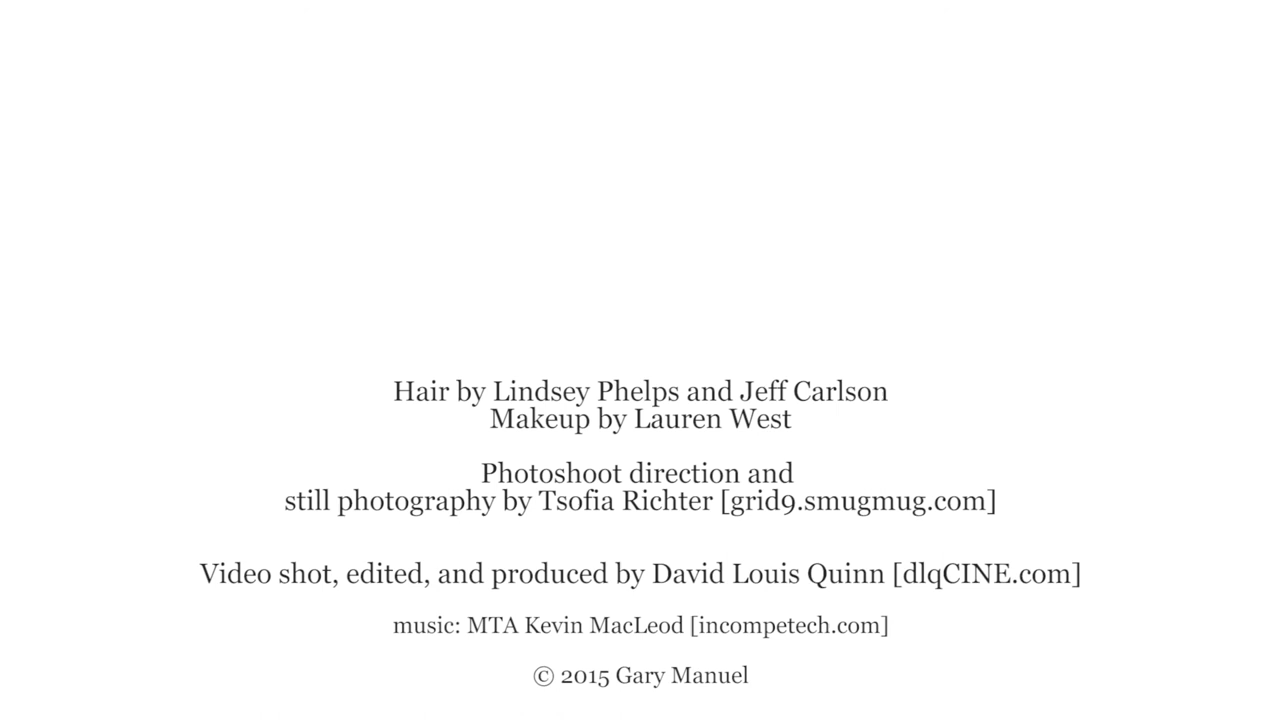 Hair by Lindsey Phelps and Jeff Carlson
Makeup by Lauren West
Photoshoot direction and
still photography by Tsofia Richter [grid9.smugmug.com]
Video shot, edited, and produced by David Louis Quinn [dlqCINE.com]
music: MTA Kevin MacLeod [incompetech.com]
© 2015 Gary Manuel